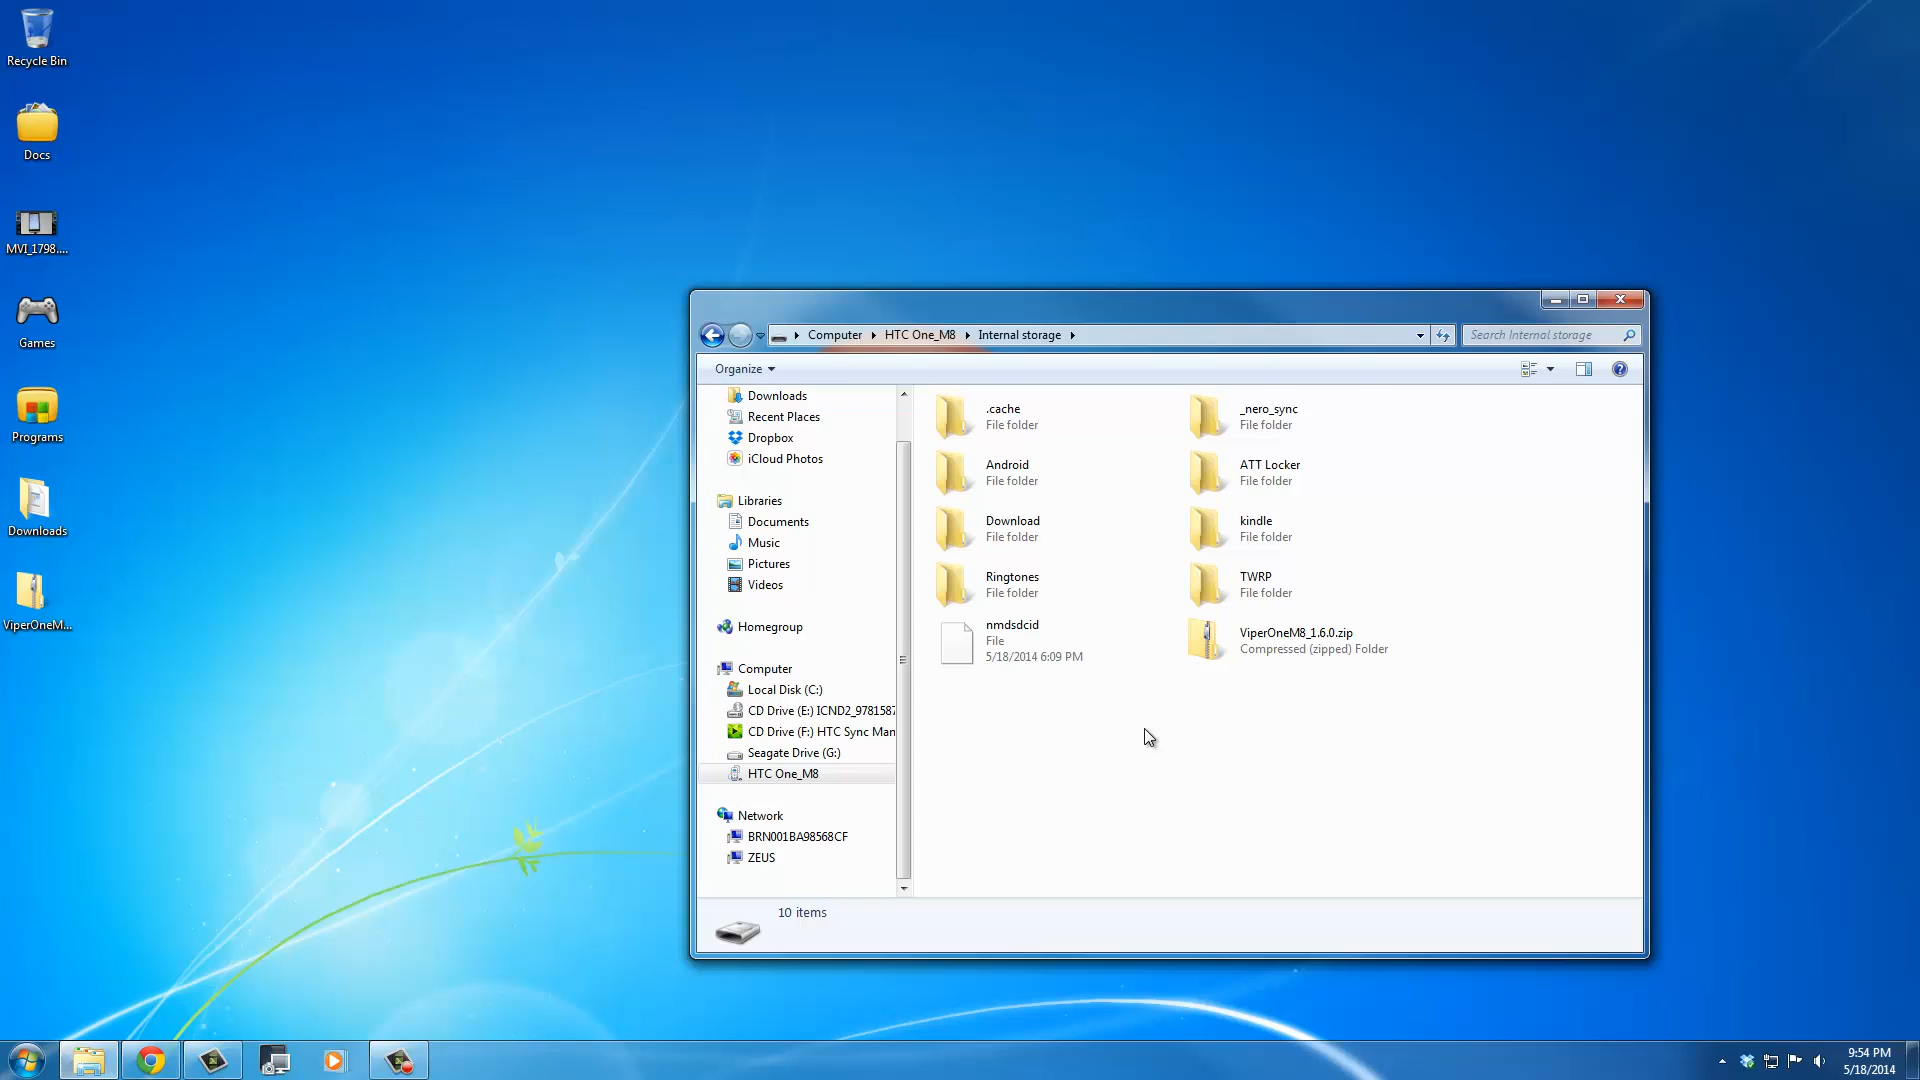 Recycle Bin
Docs
MVI_1798....
Games
Programs
Downloads
ViperOneM...
Computer
HTC One_M8
Internal storage
Search Internal storage
Organize
Downloads
Recent Places
Dropbox
iCloud Photos
Libraries
Documents
Music
Pictures
Videos
Homegroup
Computer
Local Disk (C:)
CD Drive (E:) ICND2_9781587
CD Drive (F:) HTC Sync Man
Seagate Drive (G:)
HTC One_M8
Network
BRN001BA98568CF
ZEUS
.cache
File folder
_nero_sync
File folder
Android
File folder
ATT Locker
File folder
Download
File folder
kindle
File folder
Ringtones
File folder
TWRP
File folder
nmdsdcid
File
5/18/2014 6:09 PM
ViperOneM8_1.6.0.zip
Compressed (zipped) Folder
10 items
9:54 PM
5/18/2014